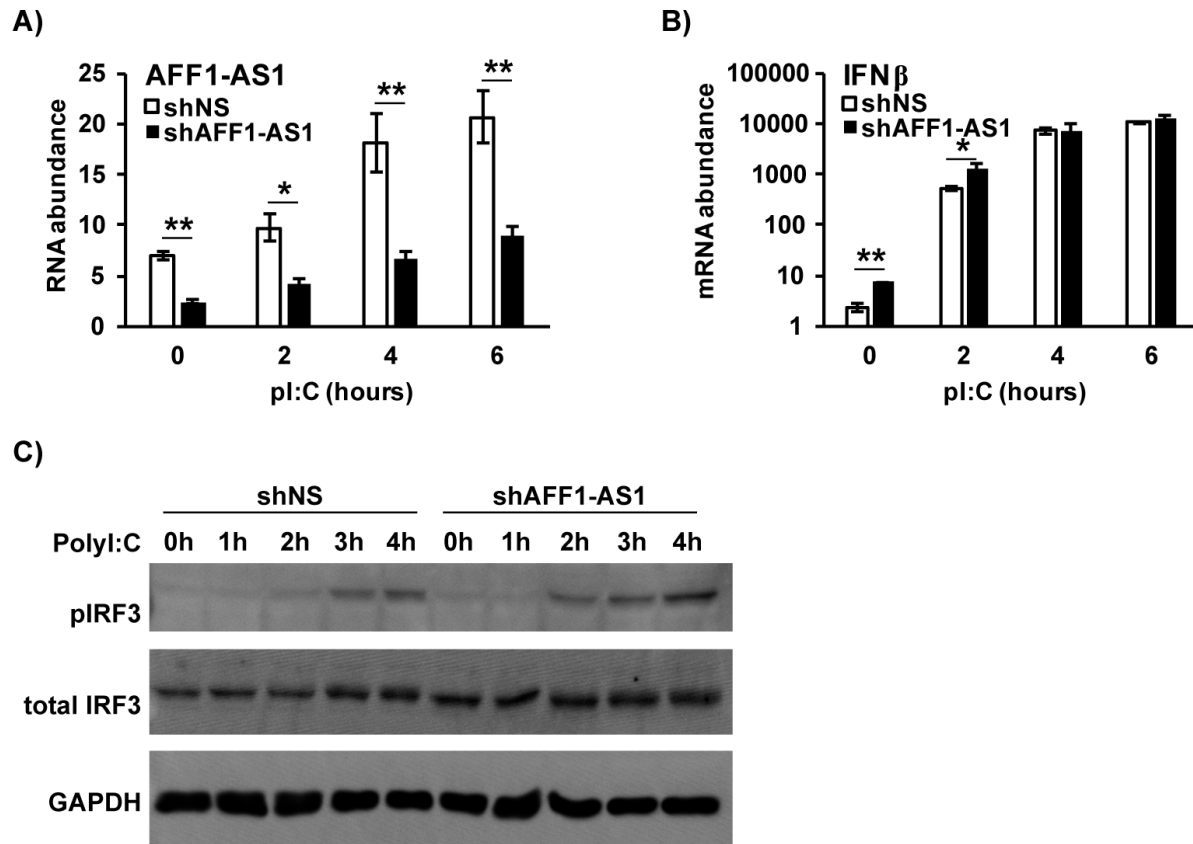 A)
AFF1-AS1
shNS
shAFF1-AS1
RNA abundance
25
20
15
10
5
0
**
*
**
**
0 2 4 6
pI:C (hours)
B)
IFNβ
shNS
shAFF1-AS1
mRNA abundance
100000
10000
1000
100
10
1
**
*
0 2 4 6
pI:C (hours)
C)
shNS shAFF1-AS1
PolyI:C 0h 1h 2h 3h 4h 0h 1h 2h 3h 4h
pIRF3
total IRF3
GAPDH